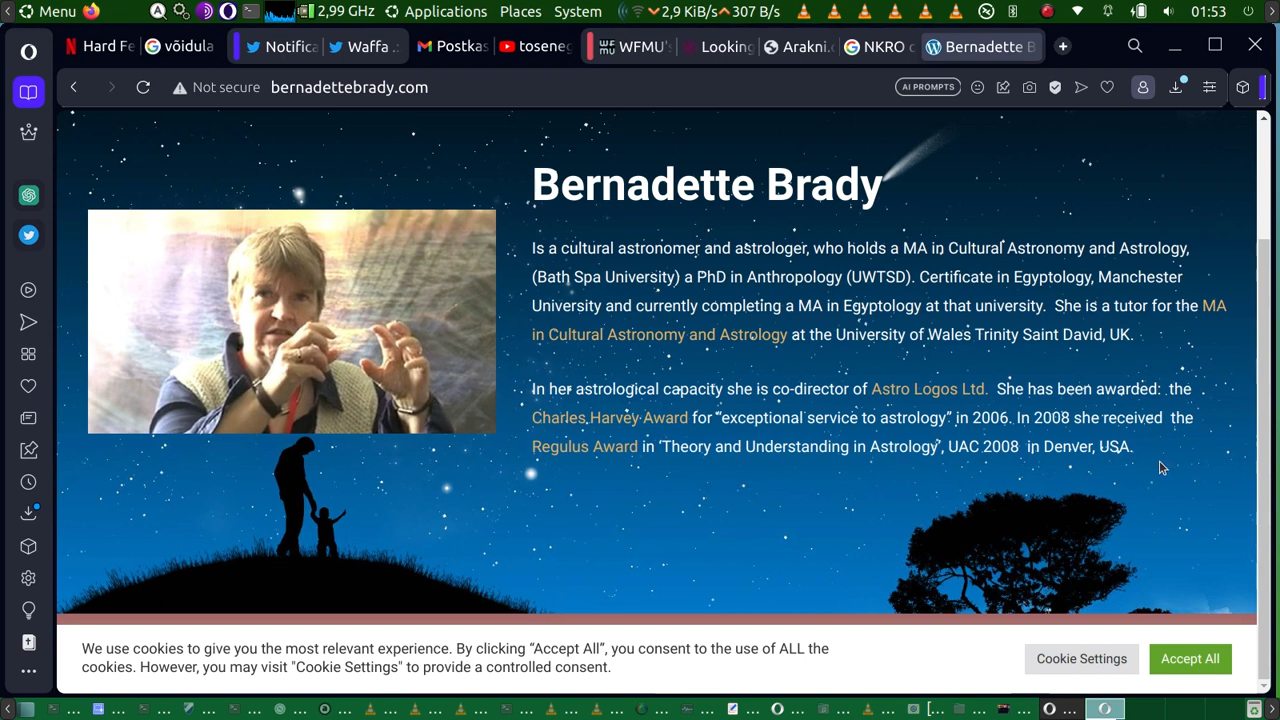 Menu 2,99 GHz Applications Places System 2,9 KiB/s 307 B/s 01:53
Hard Fe võidula Notifica Waffa .: Postkas toseneg WFMU's Looking Arakni.c NKRO c Bernadette B
Not secure bernadettebrady.com AI PROMPTS
Bernadette Brady
Is a cultural astronomer and astrologer, who holds a MA in Cultural Astronomy and Astrology,
(Bath Spa University) a PhD in Anthropology (UWTSD). Certificate in Egyptology, Manchester
University and currently completing a MA in Egyptology at that university. She is a tutor for the MA
in Cultural Astronomy and Astrology at the University of Wales Trinity Saint David, UK.
In her astrological capacity she is co-director of Astro Logos Ltd. She has been awarded: the
Charles Harvey Award for “exceptional service to astrology” in 2006. In 2008 she received the
Regulus Award in ‘Theory and Understanding in Astrology’, UAC 2008 in Denver, USA.
We use cookies to give you the most relevant experience. By clicking “Accept All”, you consent to the use of ALL the
cookies. However, you may visit "Cookie Settings" to provide a controlled consent.
Cookie Settings Accept All